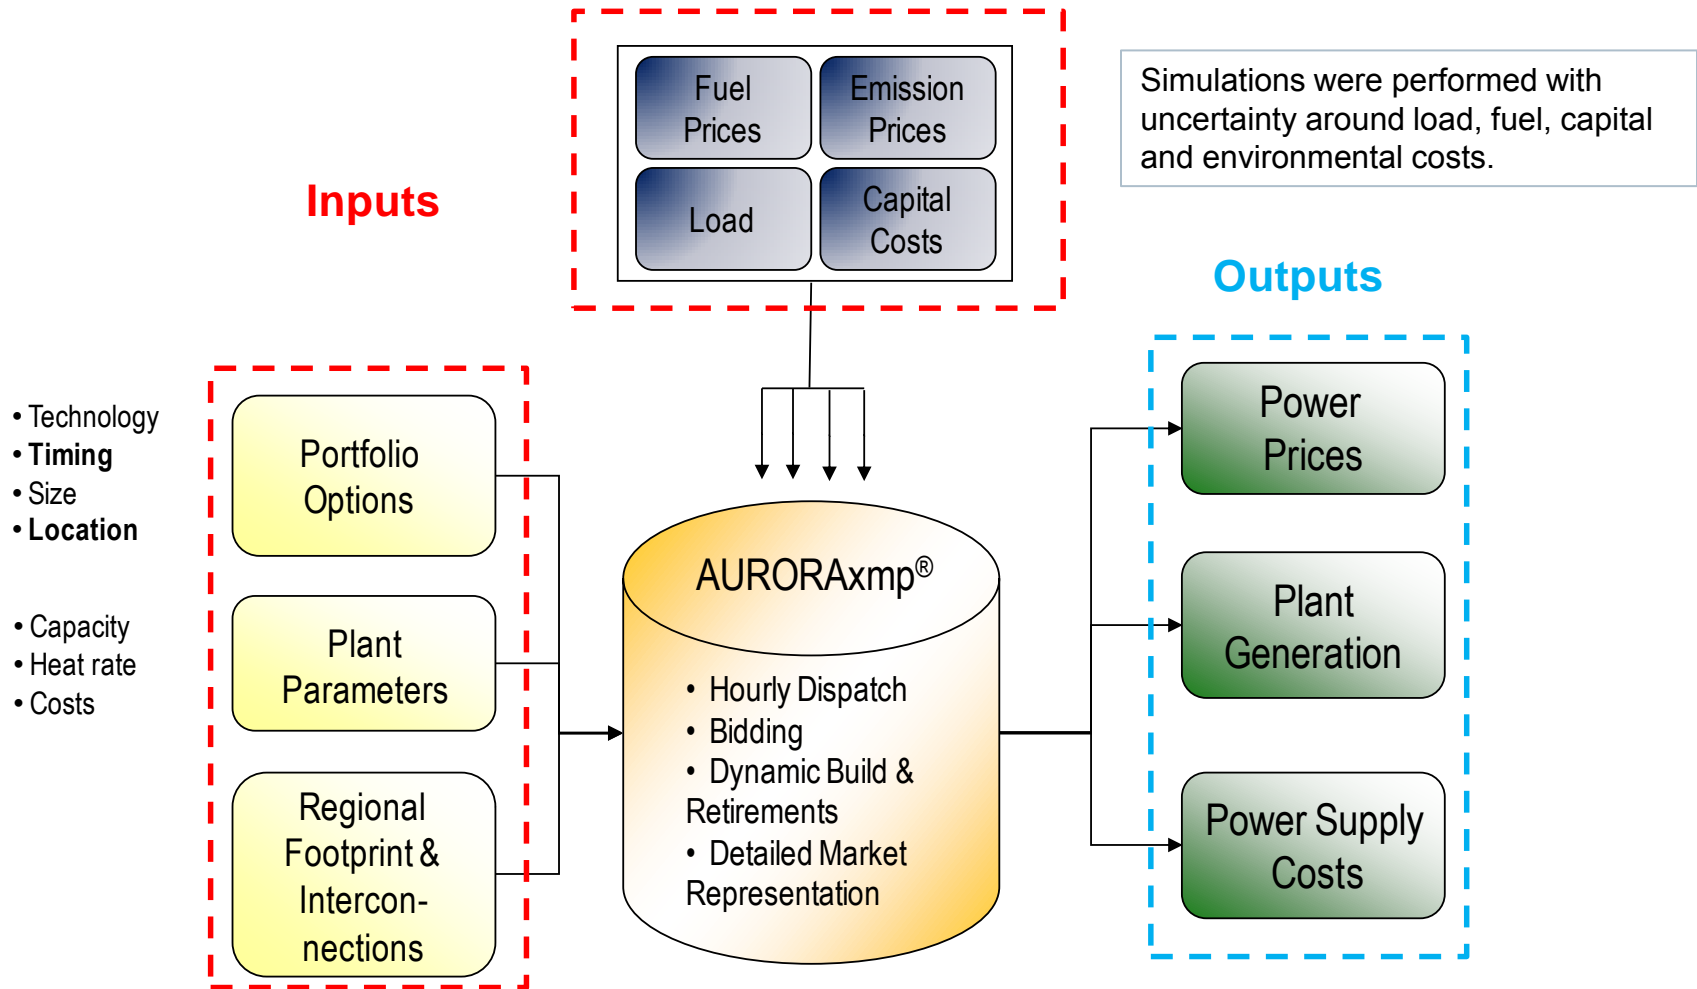 Fuel
Prices
Emission
Prices
Load
Capital
Costs
Simulations were performed with
uncertainty around load, fuel, capital
and environmental costs.
Inputs
Outputs
• Technology
• Timing
• Size
• Location
Portfolio
Options
• Capacity
• Heat rate
• Costs
Plant
Parameters
Regional
Footprint &
Intercon-
nections
AURORAxmp®
• Hourly Dispatch
• Bidding
• Dynamic Build &
Retirements
• Detailed Market
Representation
Power
Prices
Plant
Generation
Power Supply
Costs